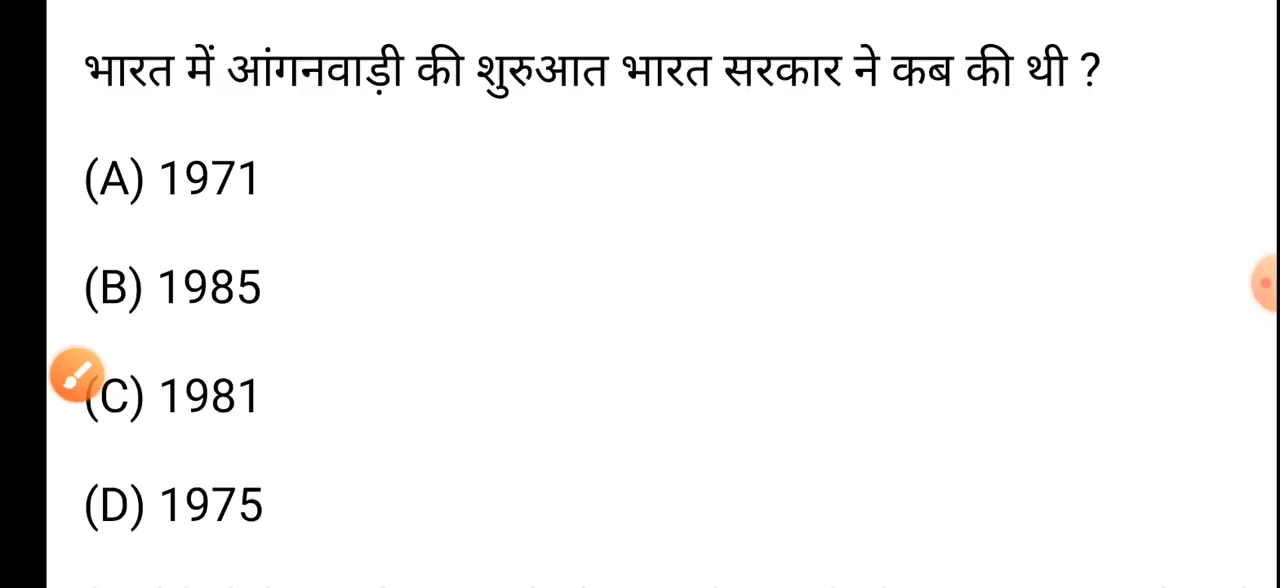 भारत में आंगनवाड़ी की शुरुआत भारत सरकार ने कब की थी ?
(A) 1971
(B) 1985
(C) 1981
(D) 1975